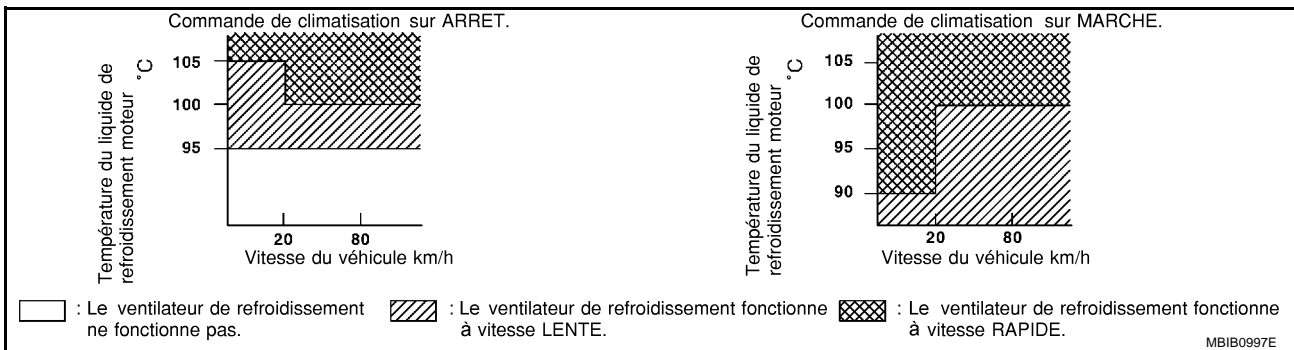 Commande de climatisation sur ARRET.
Température du liquide de
refroidissement moteur °C
105
100
95
20 80
Vitesse du véhicule km/h
Commande de climatisation sur MARCHE.
Température du liquide de
refroidissement moteur °C
105
100
95
90
20 80
Vitesse du véhicule km/h
: Le ventilateur de refroidissement
ne fonctionne pas.
: Le ventilateur de refroidissement fonctionne
à vitesse LENTE.
: Le ventilateur de refroidissement fonctionne
à vitesse RAPIDE.
MBIB0997E